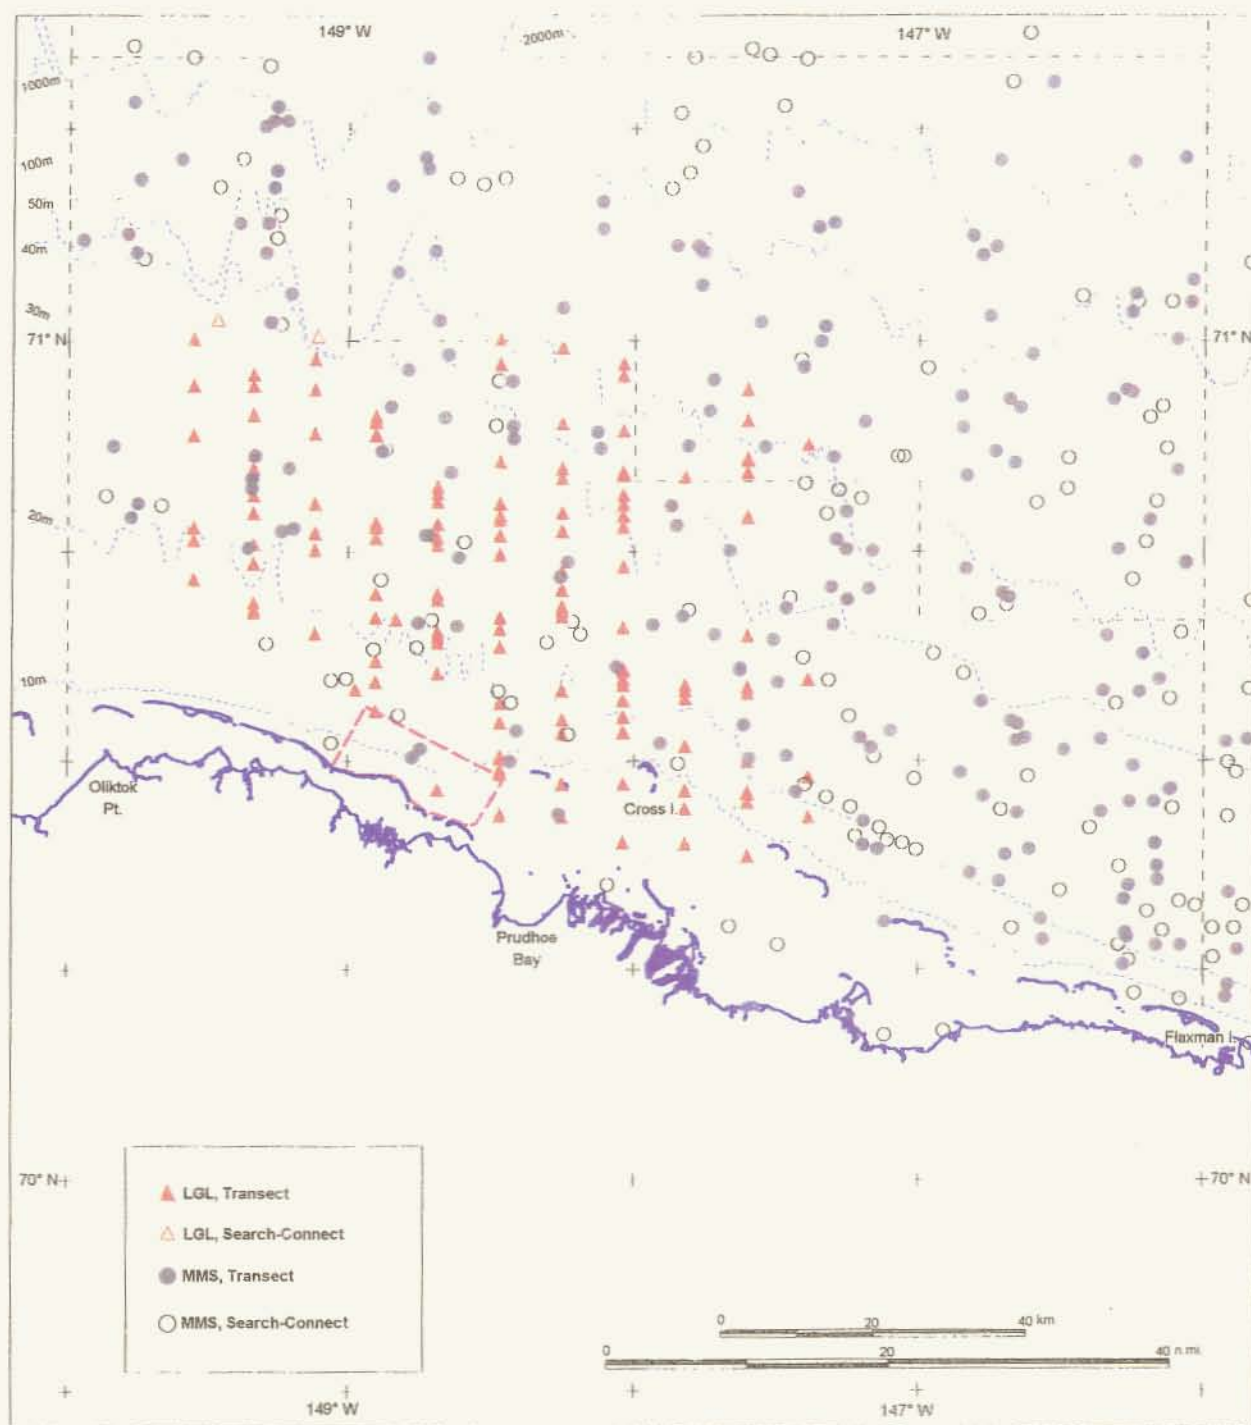 149° W
2000m
147° W
1000m
100m
50m
40m
30m
71° N
71° N
20m
10m
Oliktok
Pt.
Cross I.
Prudhoe
Bay
Flaxman I.
70° N
70° N
LGL, Transect
LGL, Search-Connect
MMS, Transect
MMS, Search-Connect
0 20 40 km
0 20 40 n.mi.
149° W
147° W